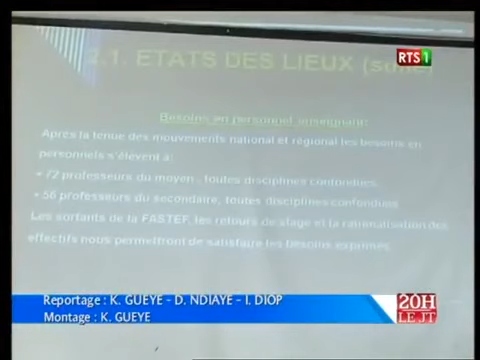 2.1. ETATS DES LIEUX (suite)
RTS1
Besoins en personnel enseignant:
Après la tenue des mouvements national et régional les besoins en
personnels s'élèvent à:
+ 72 professeurs du moyen , toutes disciplines confondues,
+ 56 professeurs du secondaire, toutes disciplines confondues
Les sortants de la FASTEF, les retours de stage et la rationalisation des
effectifs nous permettront de satisfaire les besoins exprimés
Reportage : K. GUEYE - D. NDIAYE - I. DIOP
Montage : K. GUEYE
20H
LE JT